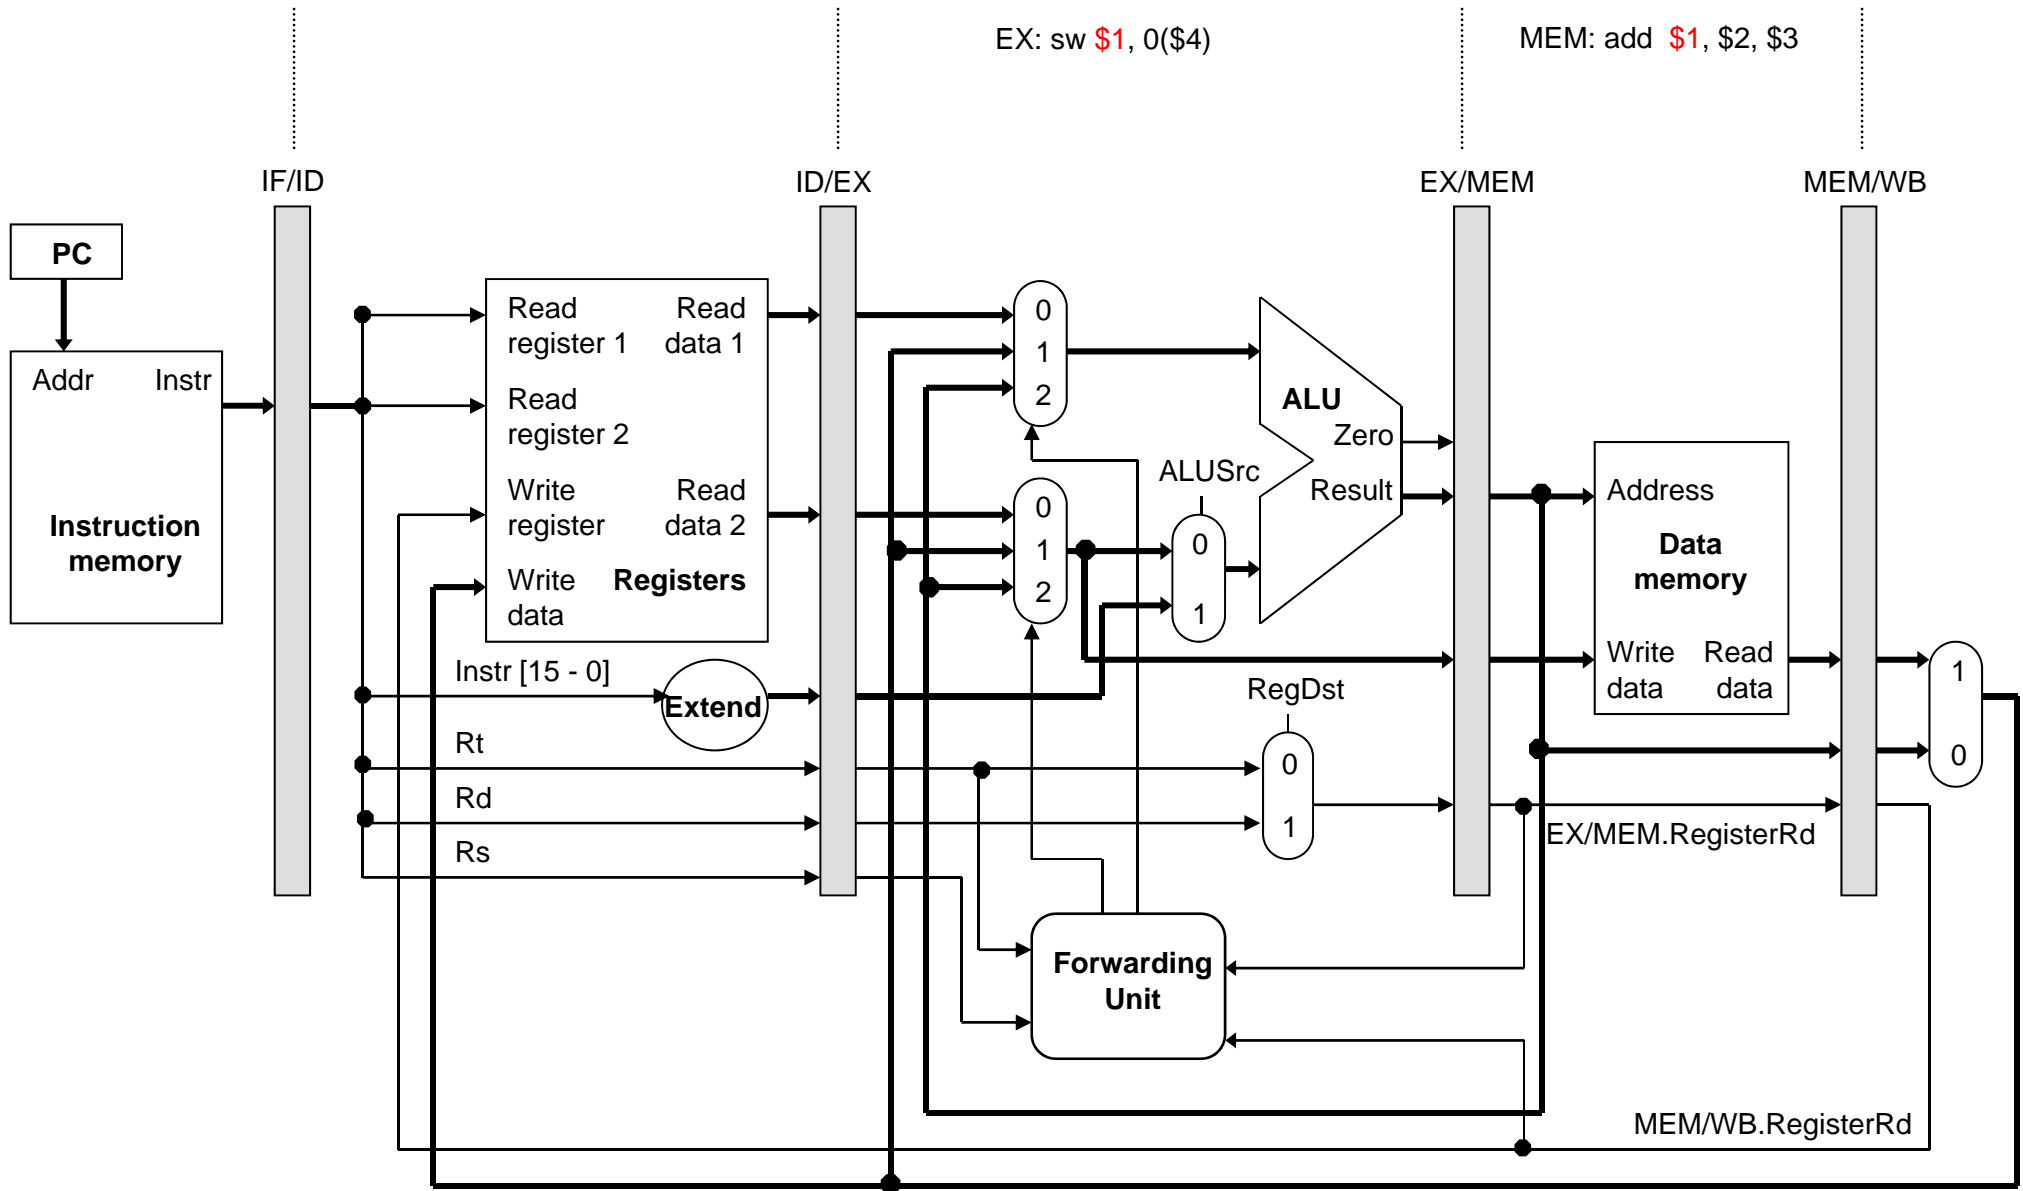 EX: sw $1, 0($4)
MEM: add $1, $2, $3
IF/ID
ID/EX
EX/MEM
MEM/WB
PC
Addr
Instr
Instruction
memory
Read
register 1
Read
data 1
Read
register 2
Write
register
Read
data 2
Write
data
Registers
Instr [15 - 0]
Extend
Rt
Rd
Rs
0
1
2
0
1
2
ALUSrc
0
1
ALU
Zero
Result
RegDst
0
1
Forwarding
Unit
Address
Data
memory
Write
data
Read
data
1
0
EX/MEM.RegisterRd
MEM/WB.RegisterRd